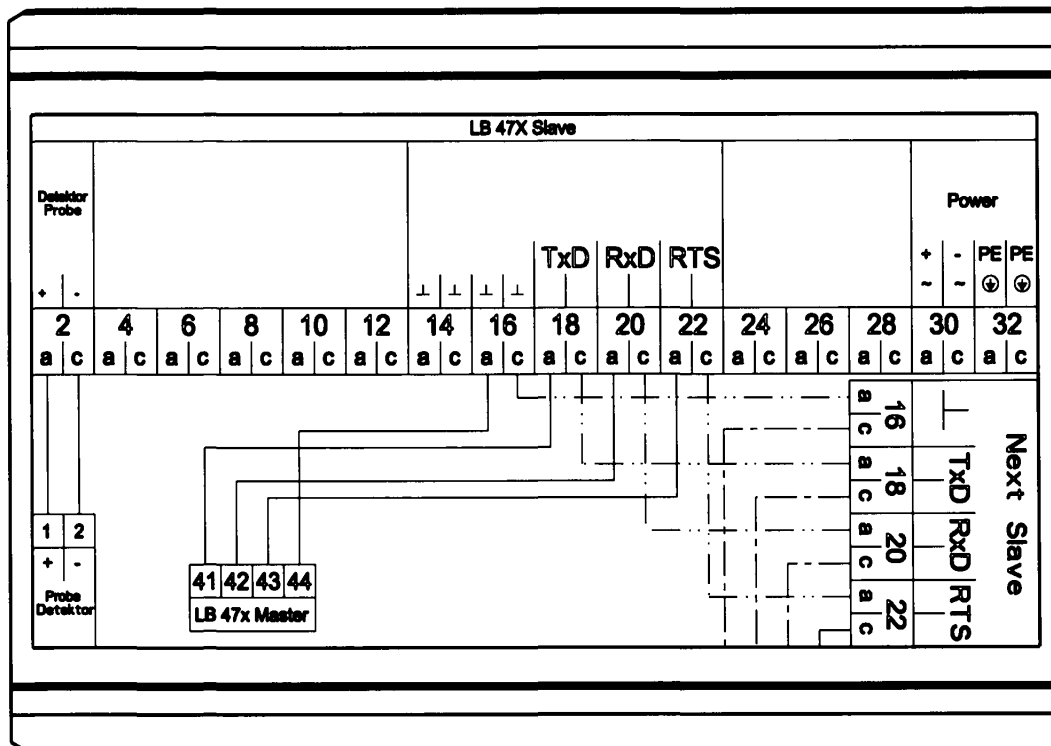 LB 47X Slave
Detektor
Probe
Power
TxD RxD RTS
+ - PE PE
+ - ⊥ ⊥ ⊥ ⊥ ~ ~
2 4 6 8 10 12 14 16 18 20 22 24 26 28 30 32
a c a c a c a c a c a c a c a c a c a c a c a c a c a c a c a c
a c 16 ⊥
a c 18 TxD
a c 20 RxD
a c 22 RTS
Next Slave
1 2
+ -
Probe
Detektor
41 42 43 44
LB 47x Master